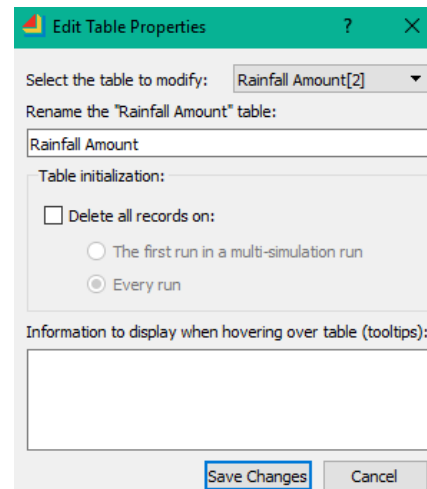 Edit Table Properties ?
Select the table to modify: Rainfall Amount[2]
Rename the "Rainfall Amount" table:
Rainfall Amount
Table initialization:
Delete all records on:
The first run in a multi-simulation run
Every run
Information to display when hovering over table (tooltips):
Save Changes Cancel